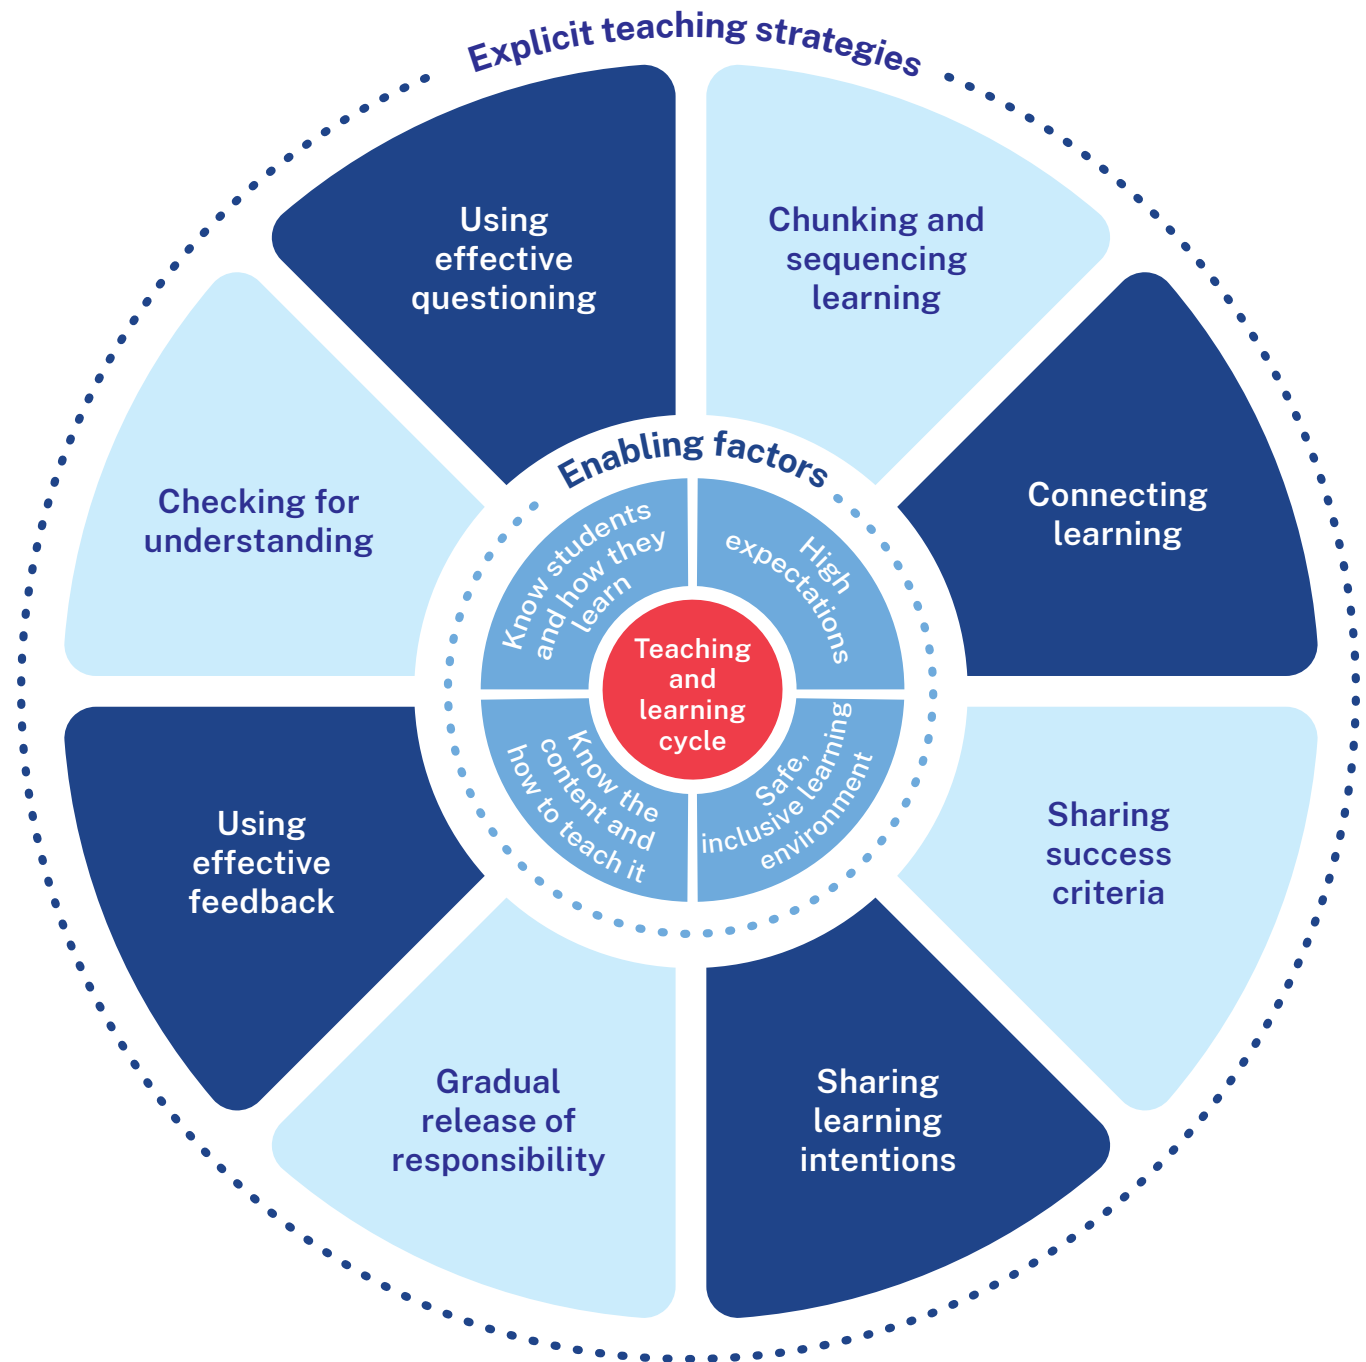 Explicit teaching strategies
Using
effective
questioning
Chunking and
sequencing
learning
Connecting
learning
Sharing
success
criteria
Sharing
learning
intentions
Gradual
release of
responsibility
Using
effective
feedback
Checking for
understanding
Enabling factors
Know students
and how they
learn
High
expectations
Safe,
inclusive learning
environment
Know the
content and
how to teach it
Teaching
and
learning
cycle